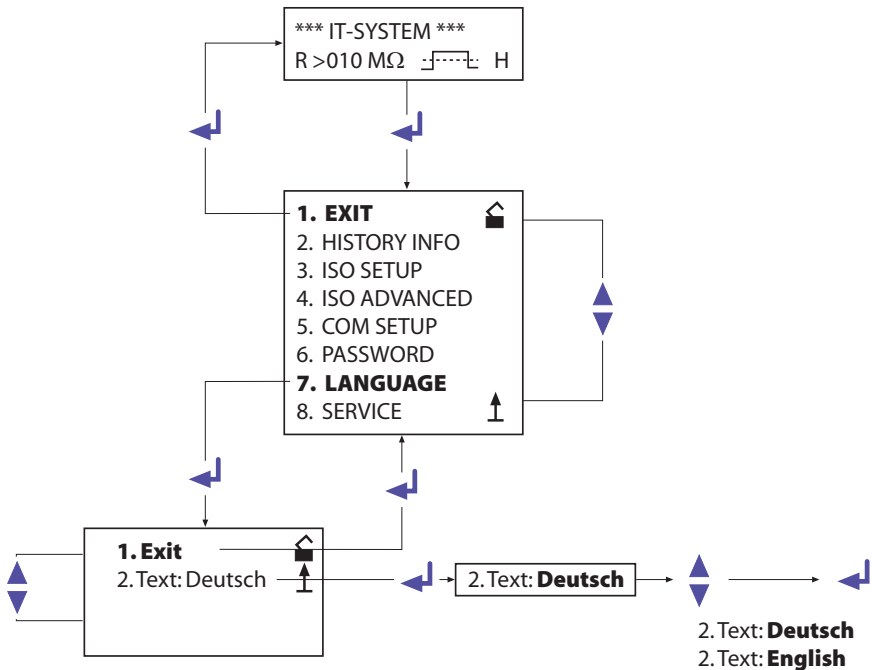 *** IT-SYSTEM ***
R >010 MΩ H
1. EXIT
2. HISTORY INFO
3. ISO SETUP
4. ISO ADVANCED
5. COM SETUP
6. PASSWORD
7. LANGUAGE
8. SERVICE
1. Exit
2. Text: Deutsch
2. Text: Deutsch
2. Text: Deutsch
2. Text: English